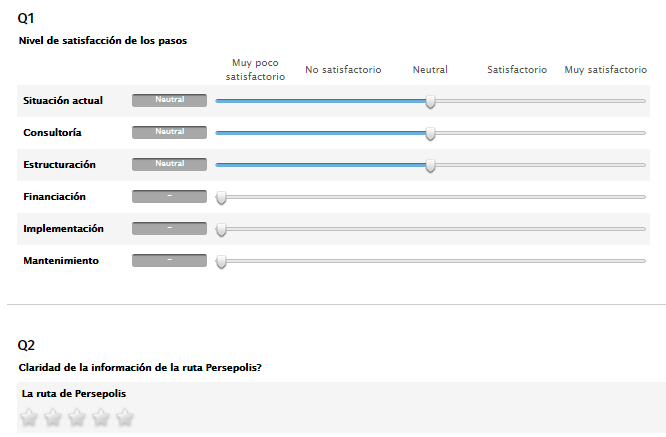 Q1
Nivel de satisfacción de los pasos
Muy poco satisfactorio No satisfactorio Neutral Satisfactorio Muy satisfactorio
Situación actual Neutral
Consultoría Neutral
Estructuración Neutral
Financiación –
Implementación –
Mantenimiento –
Q2
Claridad de la información de la ruta Persepolis?
La ruta de Persepolis